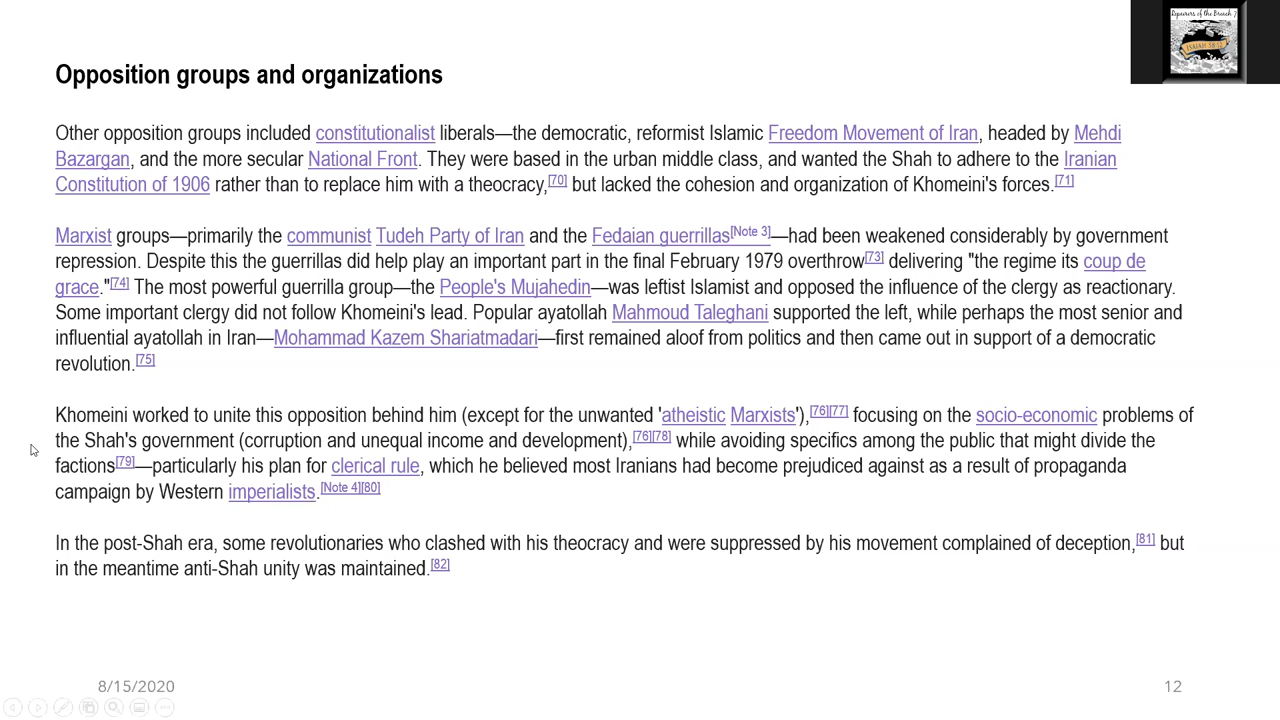 Repairers of the Breach 7
ISAIAH 58:12
Opposition groups and organizations
Other opposition groups included constitutionalist liberals—the democratic, reformist Islamic Freedom Movement of Iran, headed by Mehdi
Bazargan, and the more secular National Front. They were based in the urban middle class, and wanted the Shah to adhere to the Iranian
Constitution of 1906 rather than to replace him with a theocracy,[70] but lacked the cohesion and organization of Khomeini's forces.[71]
Marxist groups—primarily the communist Tudeh Party of Iran and the Fedaian guerrillas[Note 3]—had been weakened considerably by government
repression. Despite this the guerrillas did help play an important part in the final February 1979 overthrow[73] delivering "the regime its coup de
grace."[74] The most powerful guerrilla group—the People's Mujahedin—was leftist Islamist and opposed the influence of the clergy as reactionary.
Some important clergy did not follow Khomeini's lead. Popular ayatollah Mahmoud Taleghani supported the left, while perhaps the most senior and
influential ayatollah in Iran—Mohammad Kazem Shariatmadari—first remained aloof from politics and then came out in support of a democratic
revolution.[75]
Khomeini worked to unite this opposition behind him (except for the unwanted 'atheistic Marxists'),[76][77] focusing on the socio-economic problems of
the Shah's government (corruption and unequal income and development),[76][78] while avoiding specifics among the public that might divide the
factions[79]—particularly his plan for clerical rule, which he believed most Iranians had become prejudiced against as a result of propaganda
campaign by Western imperialists.[Note 4][80]
In the post-Shah era, some revolutionaries who clashed with his theocracy and were suppressed by his movement complained of deception,[81] but
in the meantime anti-Shah unity was maintained.[82]
8/15/2020
12